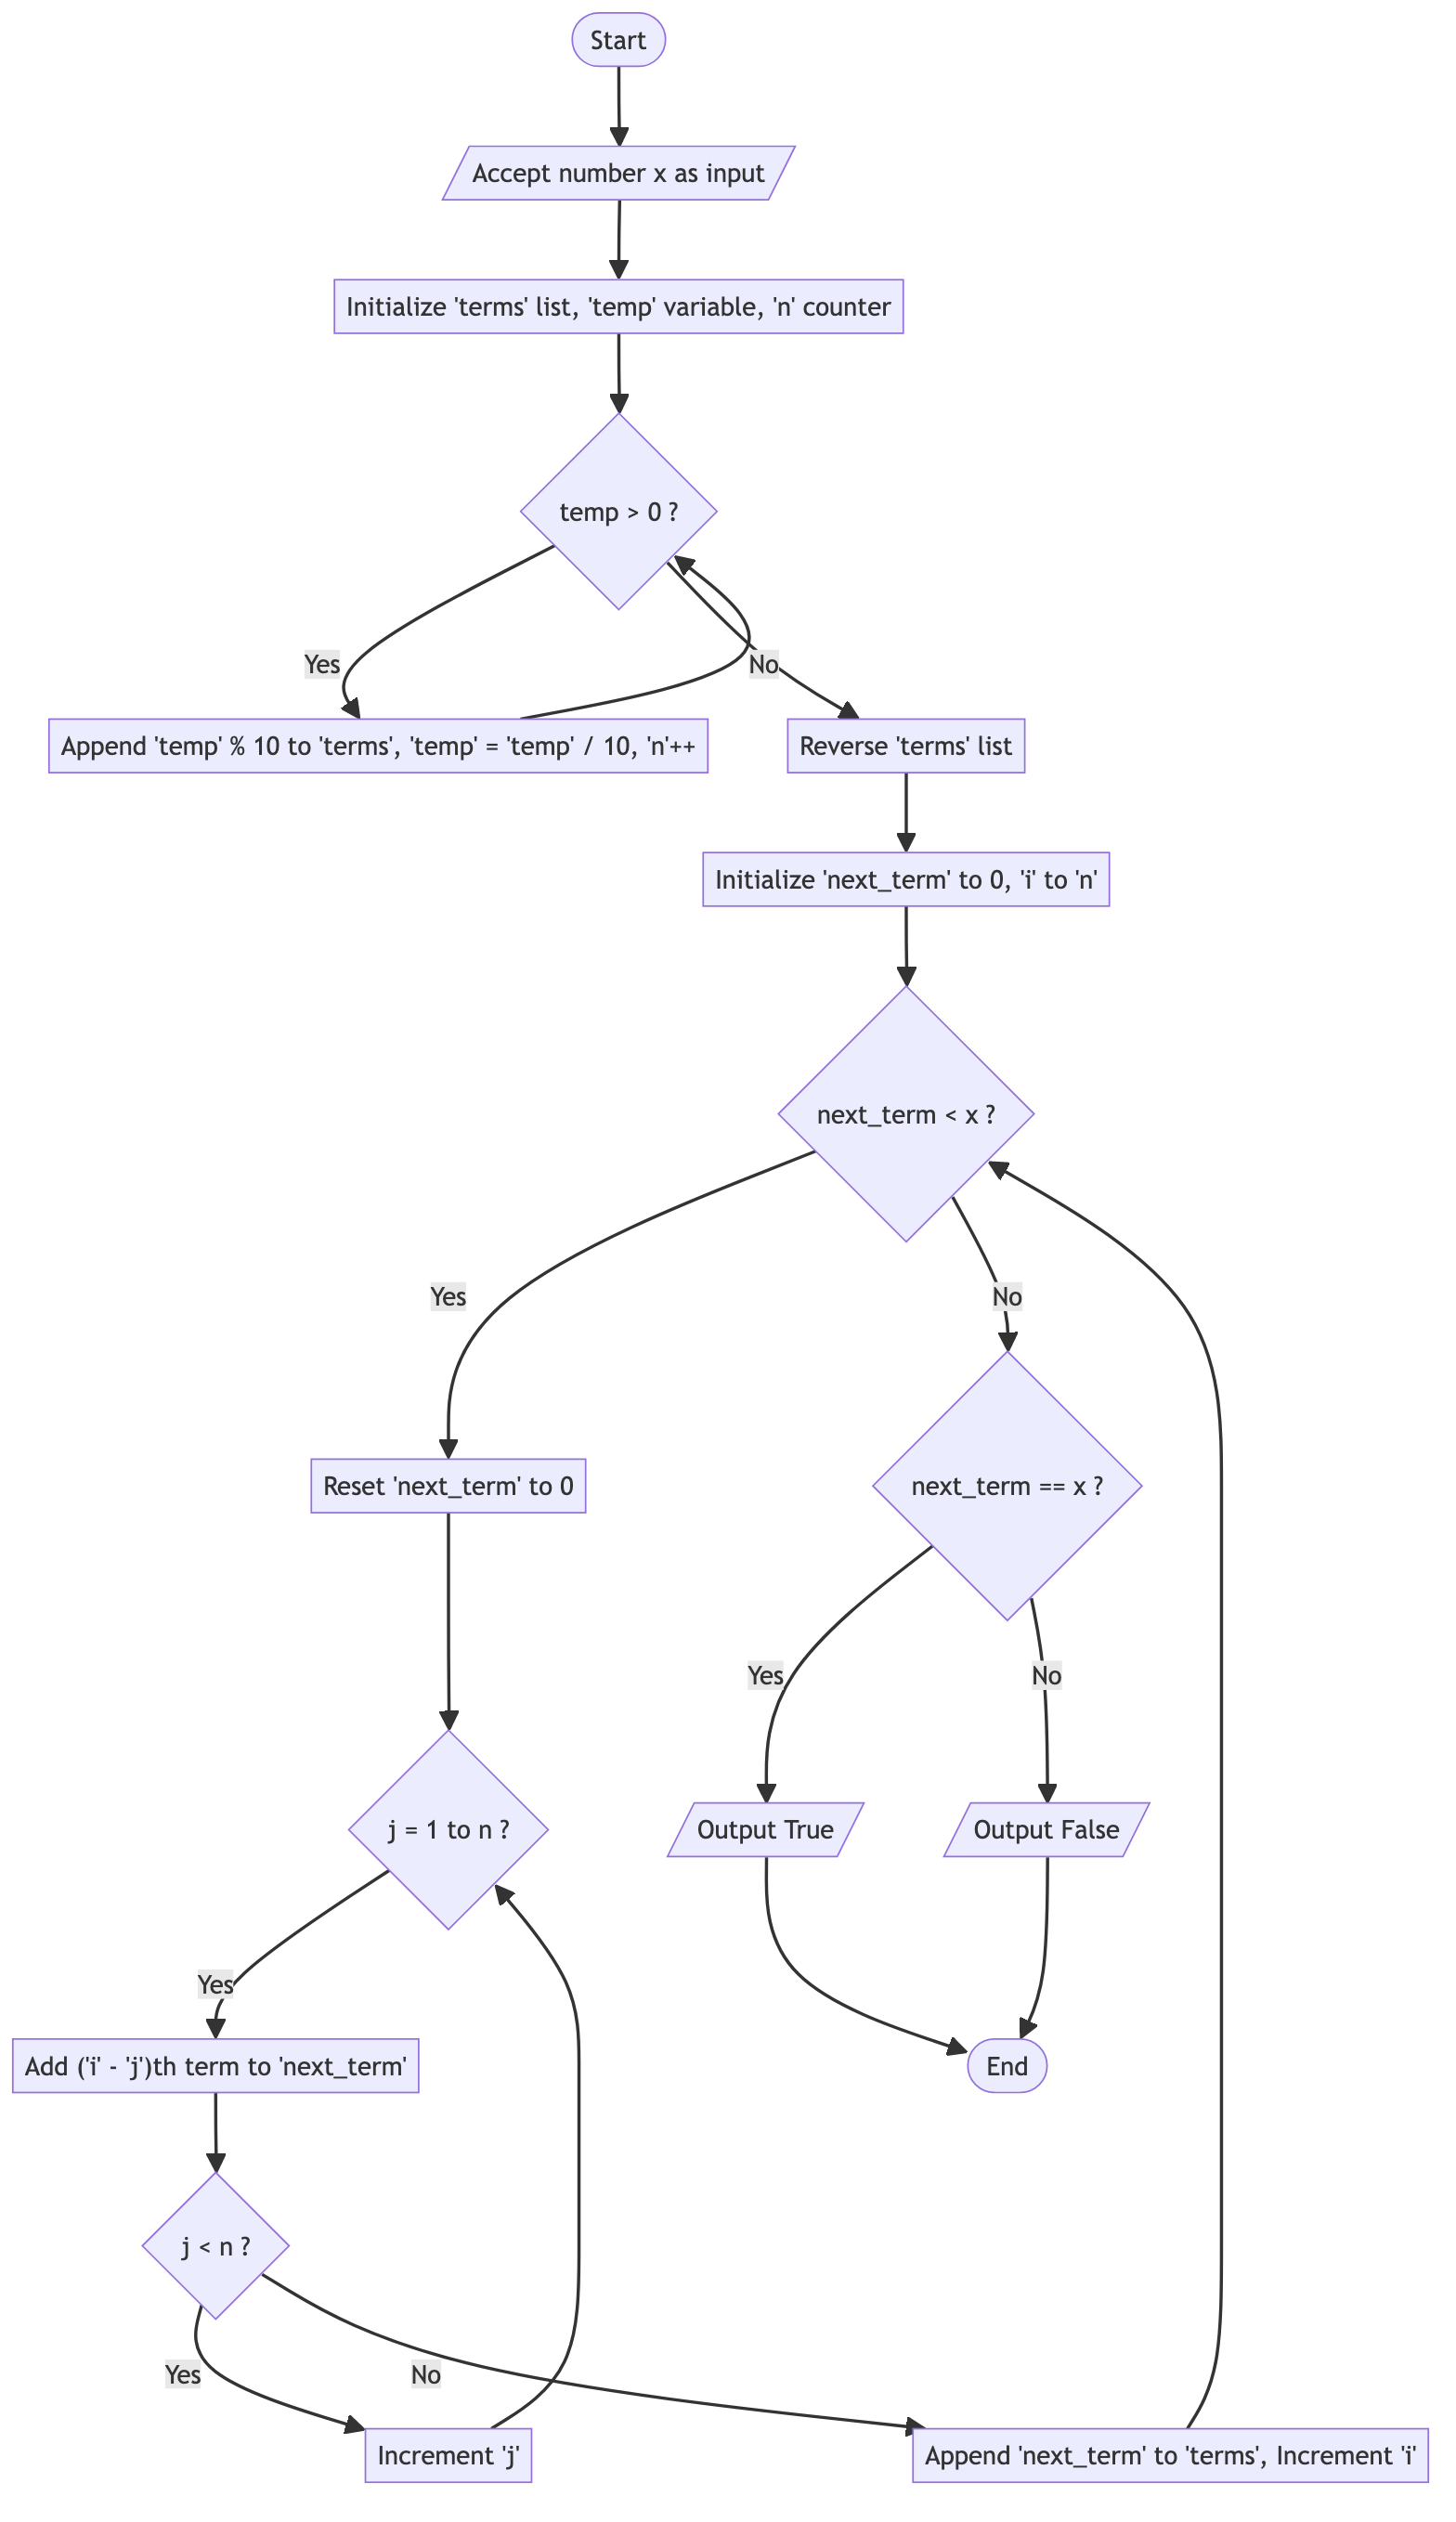 Start
Accept number x as input
Initialize 'terms' list, 'temp' variable, 'n' counter
temp > 0 ?
Yes
No
Append 'temp' % 10 to 'terms', 'temp' = 'temp' / 10, 'n'++
Reverse 'terms' list
Initialize 'next_term' to 0, 'i' to 'n'
next_term < x ?
Yes
No
Reset 'next_term' to 0
next_term == x ?
Yes
No
j = 1 to n ?
Output True
Output False
Yes
Add ('i' - 'j')th term to 'next_term'
End
j < n ?
Yes
No
Increment 'j'
Append 'next_term' to 'terms', Increment 'i'